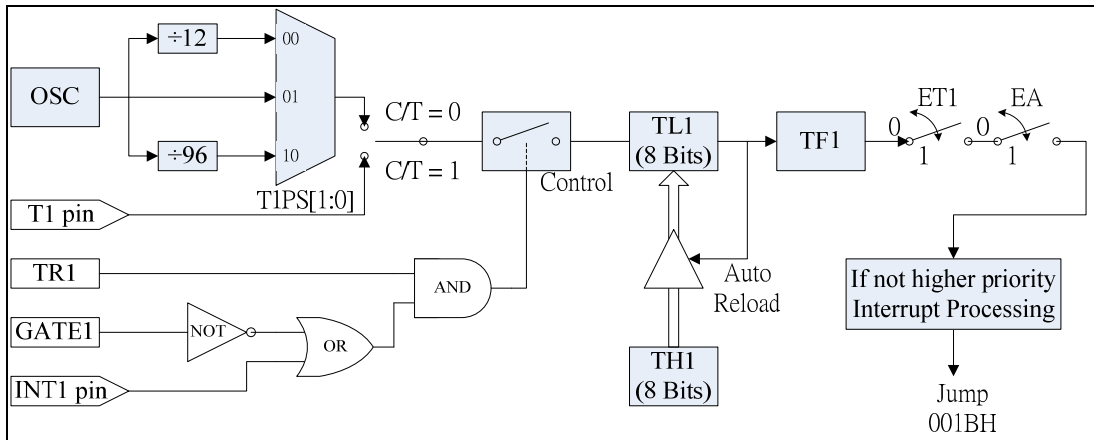 ÷12
00
OSC
01
C/T = 0
ET1
EA
0
0
1
1
TL1
(8 Bits)
TF1
÷96
10
C/T = 1
Control
T1PS[1:0]
T1 pin
TR1
AND
Auto
Reload
If not higher priority
Interrupt Processing
GATE1
NOT
OR
INT1 pin
TH1
(8 Bits)
Jump
001BH